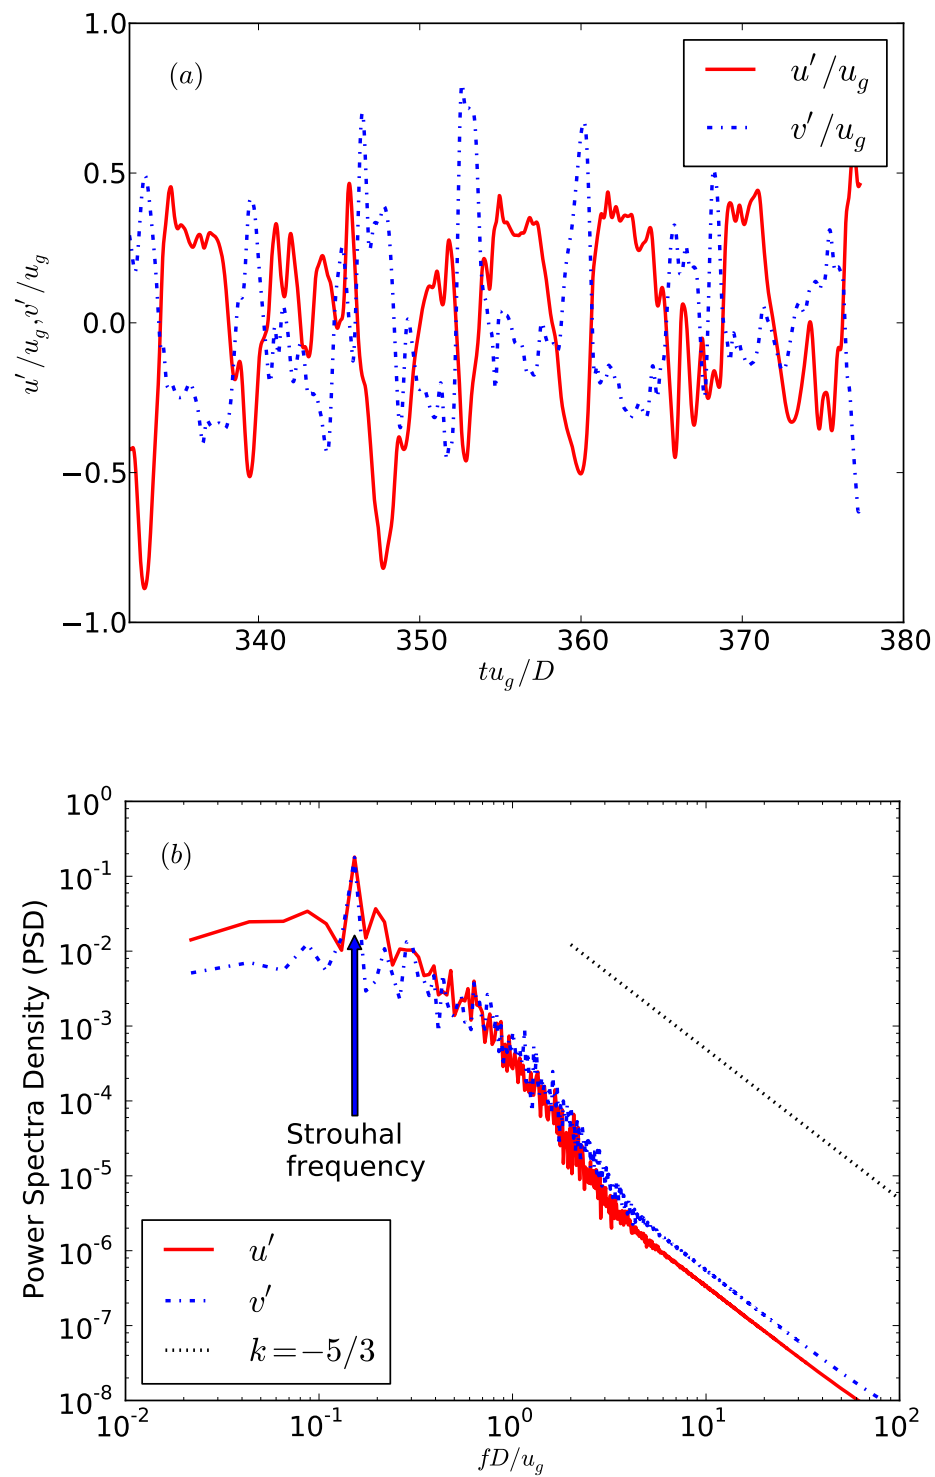 (a)
u′/u_g
v′/u_g
1.0
0.5
0.0
−0.5
−1.0
u′/u_g,v′/u_g
340
350
360
370
380
tu_g/D
(b)
10^0
10^-1
10^-2
10^-3
10^-4
10^-5
10^-6
10^-7
10^-8
Power Spectra Density (PSD)
Strouhal
frequency
u′
v′
k=−5/3
10^-2
10^-1
10^0
10^1
10^2
fD/u_g